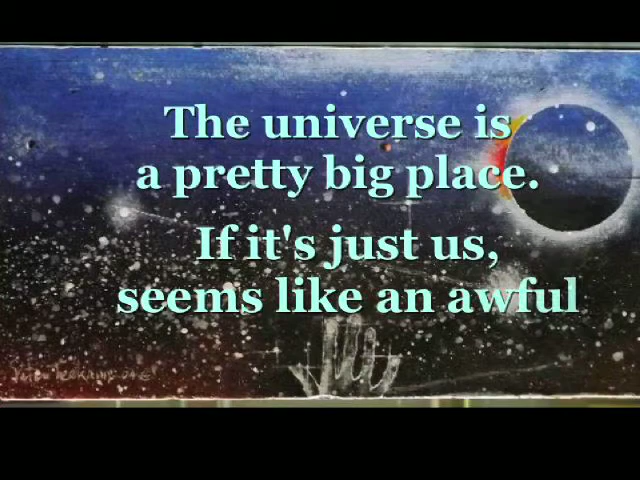 The universe is
a pretty big place.
If it's just us,
seems like an awful